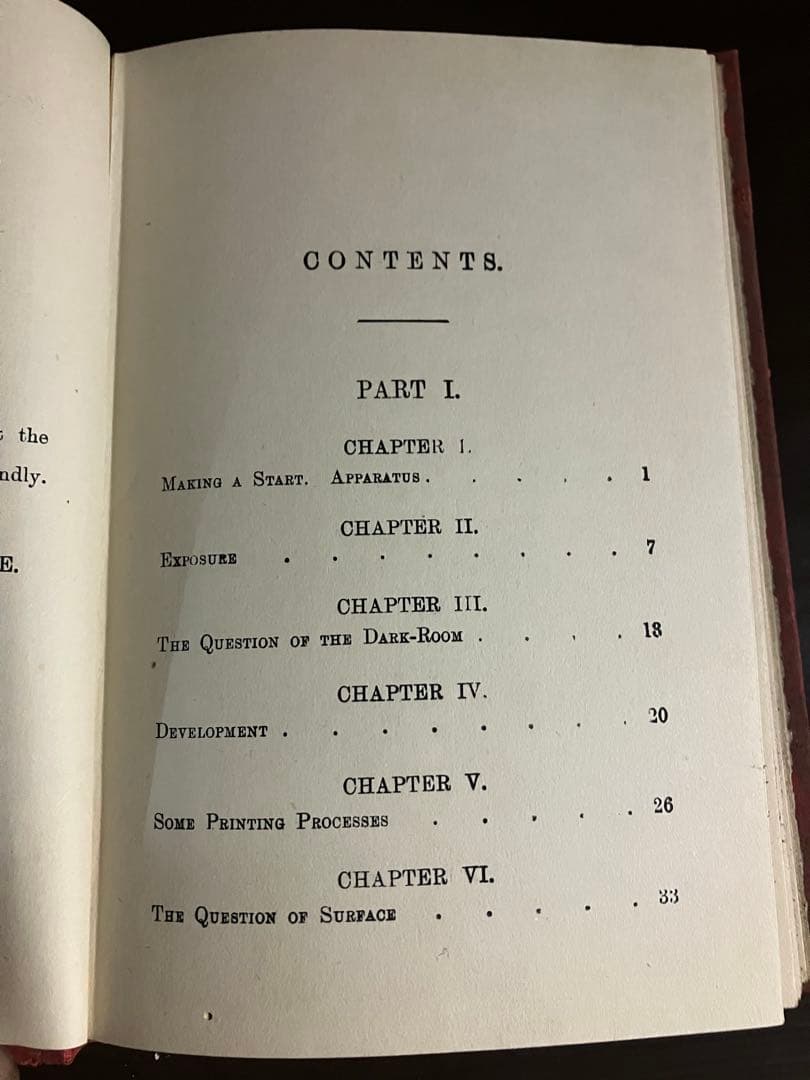 the
ndly.
E.
CONTENTS.
PART I.
CHAPTER I.
MAKING A START. APPARATUS . . . . . 1
CHAPTER II.
EXPOSURE . . . . . . . . 7
CHAPTER III.
THE QUESTION OF THE DARK-ROOM . . . . 13
CHAPTER IV.
DEVELOPMENT . . . . . . . . 20
CHAPTER V.
SOME PRINTING PROCESSES . . . . . 26
CHAPTER VI.
THE QUESTION OF SURFACE . . . . . 33